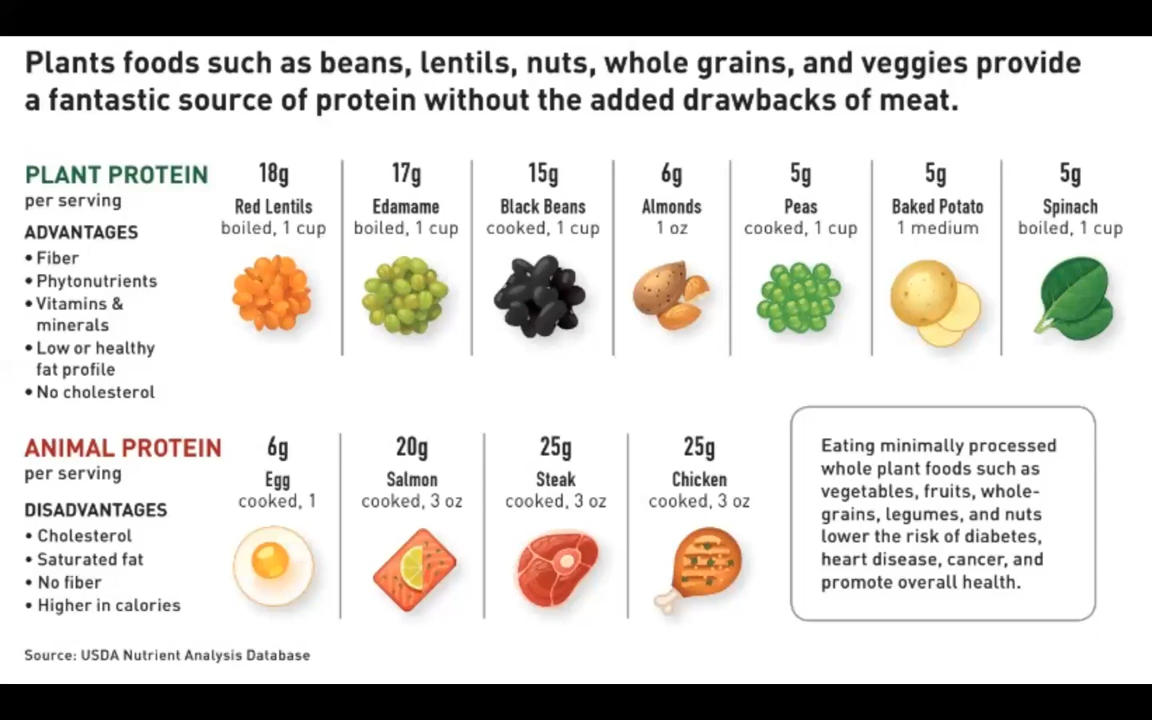 Plants foods such as beans, lentils, nuts, whole grains, and veggies provide
a fantastic source of protein without the added drawbacks of meat.
PLANT PROTEIN
per serving
ADVANTAGES
• Fiber
• Phytonutrients
• Vitamins &
minerals
• Low or healthy
fat profile
• No cholesterol
18g
Red Lentils
boiled, 1 cup
17g
Edamame
boiled, 1 cup
15g
Black Beans
cooked, 1 cup
6g
Almonds
1 oz
5g
Peas
cooked, 1 cup
5g
Baked Potato
1 medium
5g
Spinach
boiled, 1 cup
ANIMAL PROTEIN
per serving
DISADVANTAGES
• Cholesterol
• Saturated fat
• No fiber
• Higher in calories
6g
Egg
cooked, 1
20g
Salmon
cooked, 3 oz
25g
Steak
cooked, 3 oz
25g
Chicken
cooked, 3 oz
Eating minimally processed
whole plant foods such as
vegetables, fruits, whole-
grains, legumes, and nuts
lower the risk of diabetes,
heart disease, cancer, and
promote overall health.
Source: USDA Nutrient Analysis Database